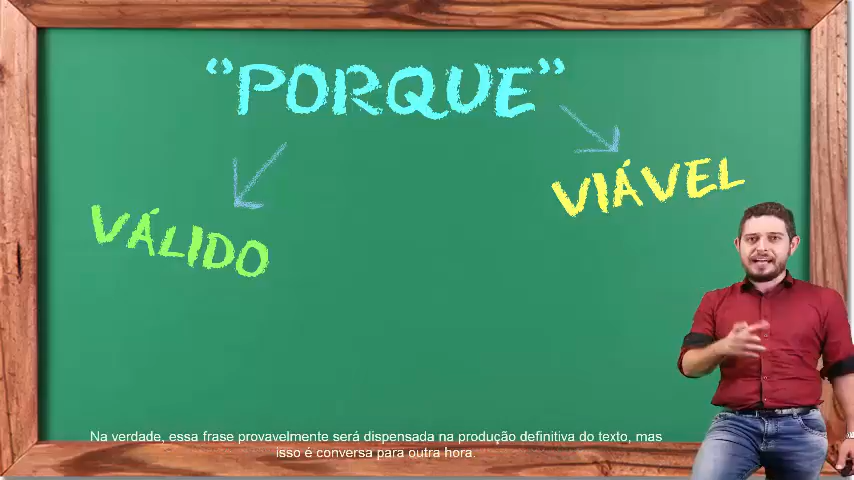 “PORQUE”
VÁLIDO
VIÁVEL
Na verdade, essa frase provavelmente será dispensada na produção definitiva do texto, mas
isso é conversa para outra hora.